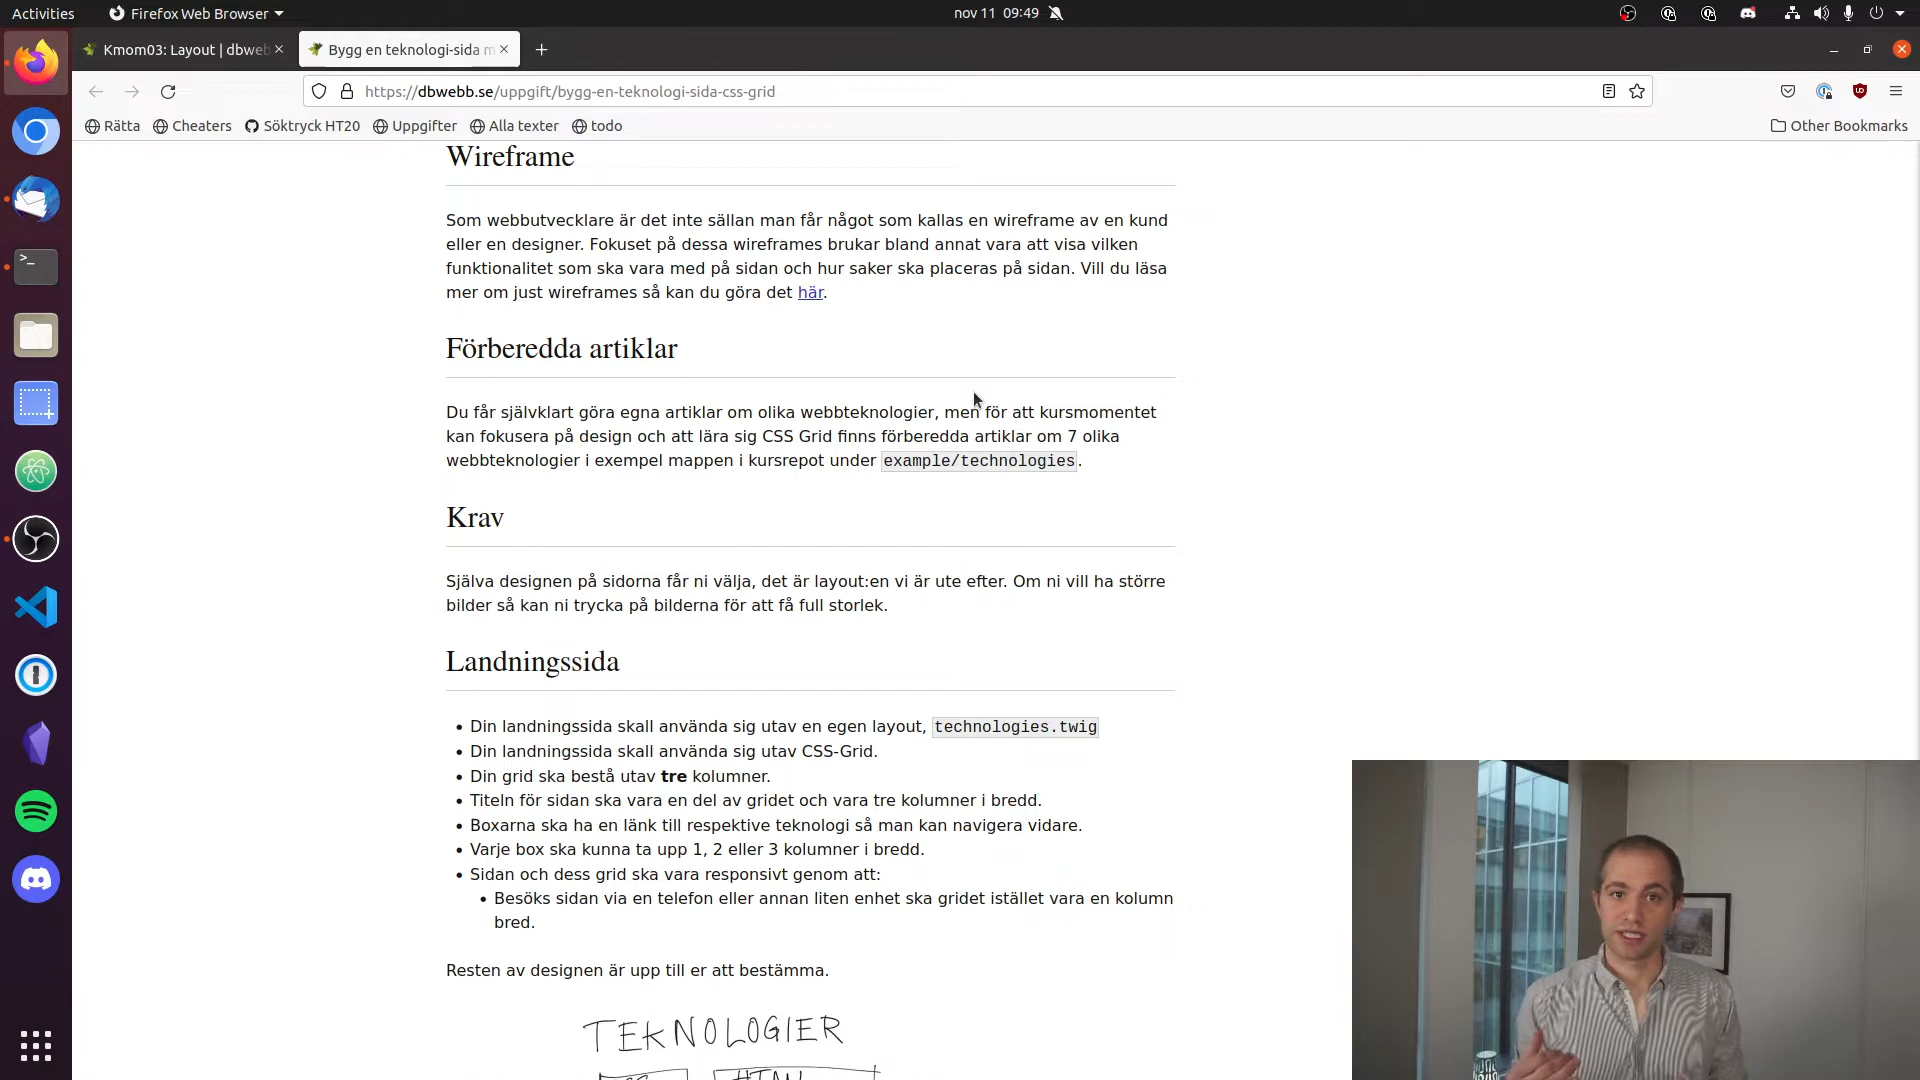 Activities
Firefox Web Browser
nov 11 09:49
Kmom03: Layout | dbweb
Bygg en teknologi-sida m
https://dbwebb.se/uppgift/bygg-en-teknologi-sida-css-grid
Rätta
Cheaters
Söktryck HT20
Uppgifter
Alla texter
todo
Other Bookmarks
Wireframe
Som webbutvecklare är det inte sällan man får något som kallas en wireframe av en kund
eller en designer. Fokuset på dessa wireframes brukar bland annat vara att visa vilken
funktionalitet som ska vara med på sidan och hur saker ska placeras på sidan. Vill du läsa
mer om just wireframes så kan du göra det här.
Förberedda artiklar
Du får självklart göra egna artiklar om olika webbteknologier, men för att kursmomentet
kan fokusera på design och att lära sig CSS Grid finns förberedda artiklar om 7 olika
webbteknologier i exempel mappen i kursrepot under example/technologies.
Krav
Själva designen på sidorna får ni välja, det är layout:en vi är ute efter. Om ni vill ha större
bilder så kan ni trycka på bilderna för att få full storlek.
Landningssida
• Din landningssida skall använda sig utav en egen layout, technologies.twig
• Din landningssida skall använda sig utav CSS-Grid.
• Din grid ska bestå utav tre kolumner.
• Titeln för sidan ska vara en del av gridet och vara tre kolumner i bredd.
• Boxarna ska ha en länk till respektive teknologi så man kan navigera vidare.
• Varje box ska kunna ta upp 1, 2 eller 3 kolumner i bredd.
• Sidan och dess grid ska vara responsivt genom att:
• Besöks sidan via en telefon eller annan liten enhet ska gridet istället vara en kolumn
bred.
Resten av designen är upp till er att bestämma.
TEKNOLOGIER
HTML